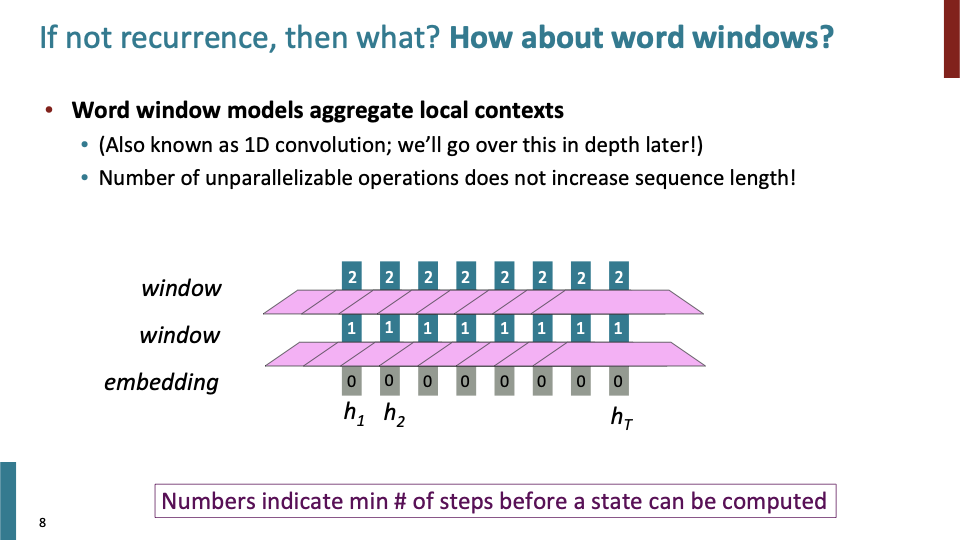 If not recurrence, then what? How about word windows?
• Word window models aggregate local contexts
• (Also known as 1D convolution; we’ll go over this in depth later!)
• Number of unparallelizable operations does not increase sequence length!
window
2 2 2 2 2 2 2 2
window
1 1 1 1 1 1 1 1
embedding
0 0 0 0 0 0 0 0
h1 h2 hT
Numbers indicate min # of steps before a state can be computed
8